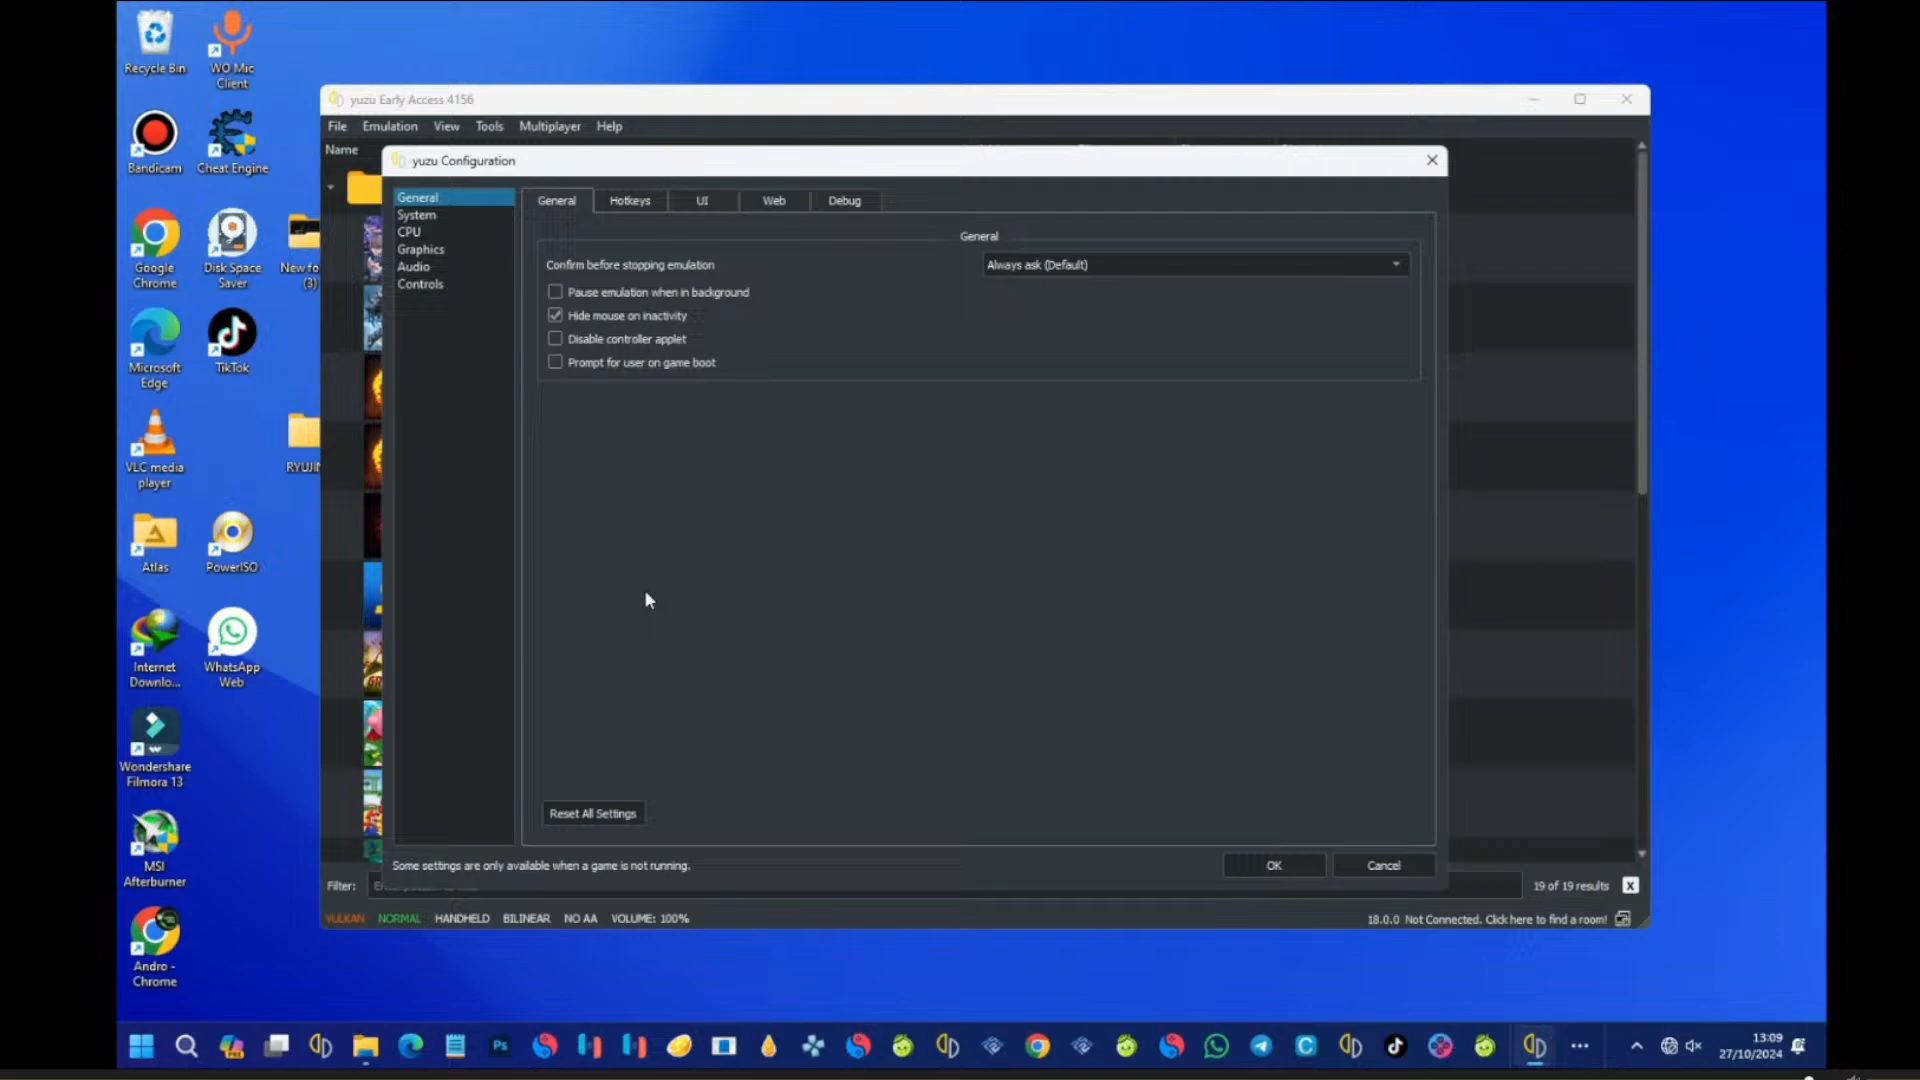 Recycle Bin
WO Mic
Client
Bandicam
Cheat Engine
Google
Chrome
Disk Space
Saver
New fo
(3)
Microsoft
Edge
TikTok
VLC media
player
RYUJI
Atlas
PowerISO
Internet
Downlo...
WhatsApp
Web
Wondershare
Filmora 13
MSI
Afterburner
Andro -
Chrome
yuzu Early Access 4156
File Emulation View Tools Multiplayer Help
Name
yuzu Configuration
General
System
CPU
Graphics
Audio
Controls
General Hotkeys UI Web Debug
General
Confirm before stopping emulation Always ask (Default)
Pause emulation when in background
Hide mouse on inactivity
Disable controller applet
Prompt for user on game boot
Reset All Settings
Some settings are only available when a game is not running. OK Cancel
Filter: 19 of 19 results X
VULKAN NORMAL HANDHELD BILINEAR NO AA VOLUME: 100% 18.0.0 Not Connected. Click here to find a room!
Ps
13:09
27/10/2024